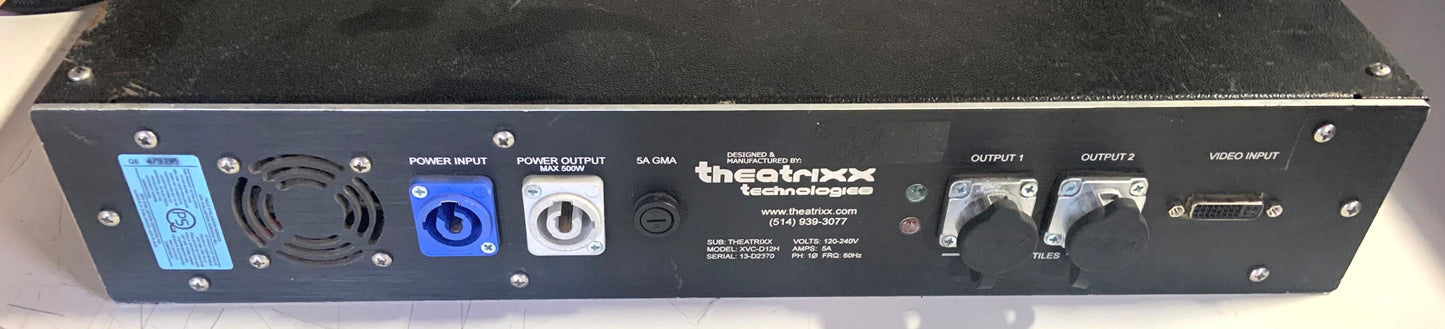 QE 479395
PSL
POWER INPUT
POWER OUTPUT
MAX 500W
5A GMA
DESIGNED &
MANUFACTURED BY:
theatrixx
technologies
www.theatrixx.com
(514) 939-3077
SUB: THEATRIXX
MODEL: XVC-D12H
SERIAL: 13-D2370
VOLTS: 120-240V
AMPS: 5A
PH: 1Ø FRQ: 60Hz
OUTPUT 1
OUTPUT 2
TILES
VIDEO INPUT